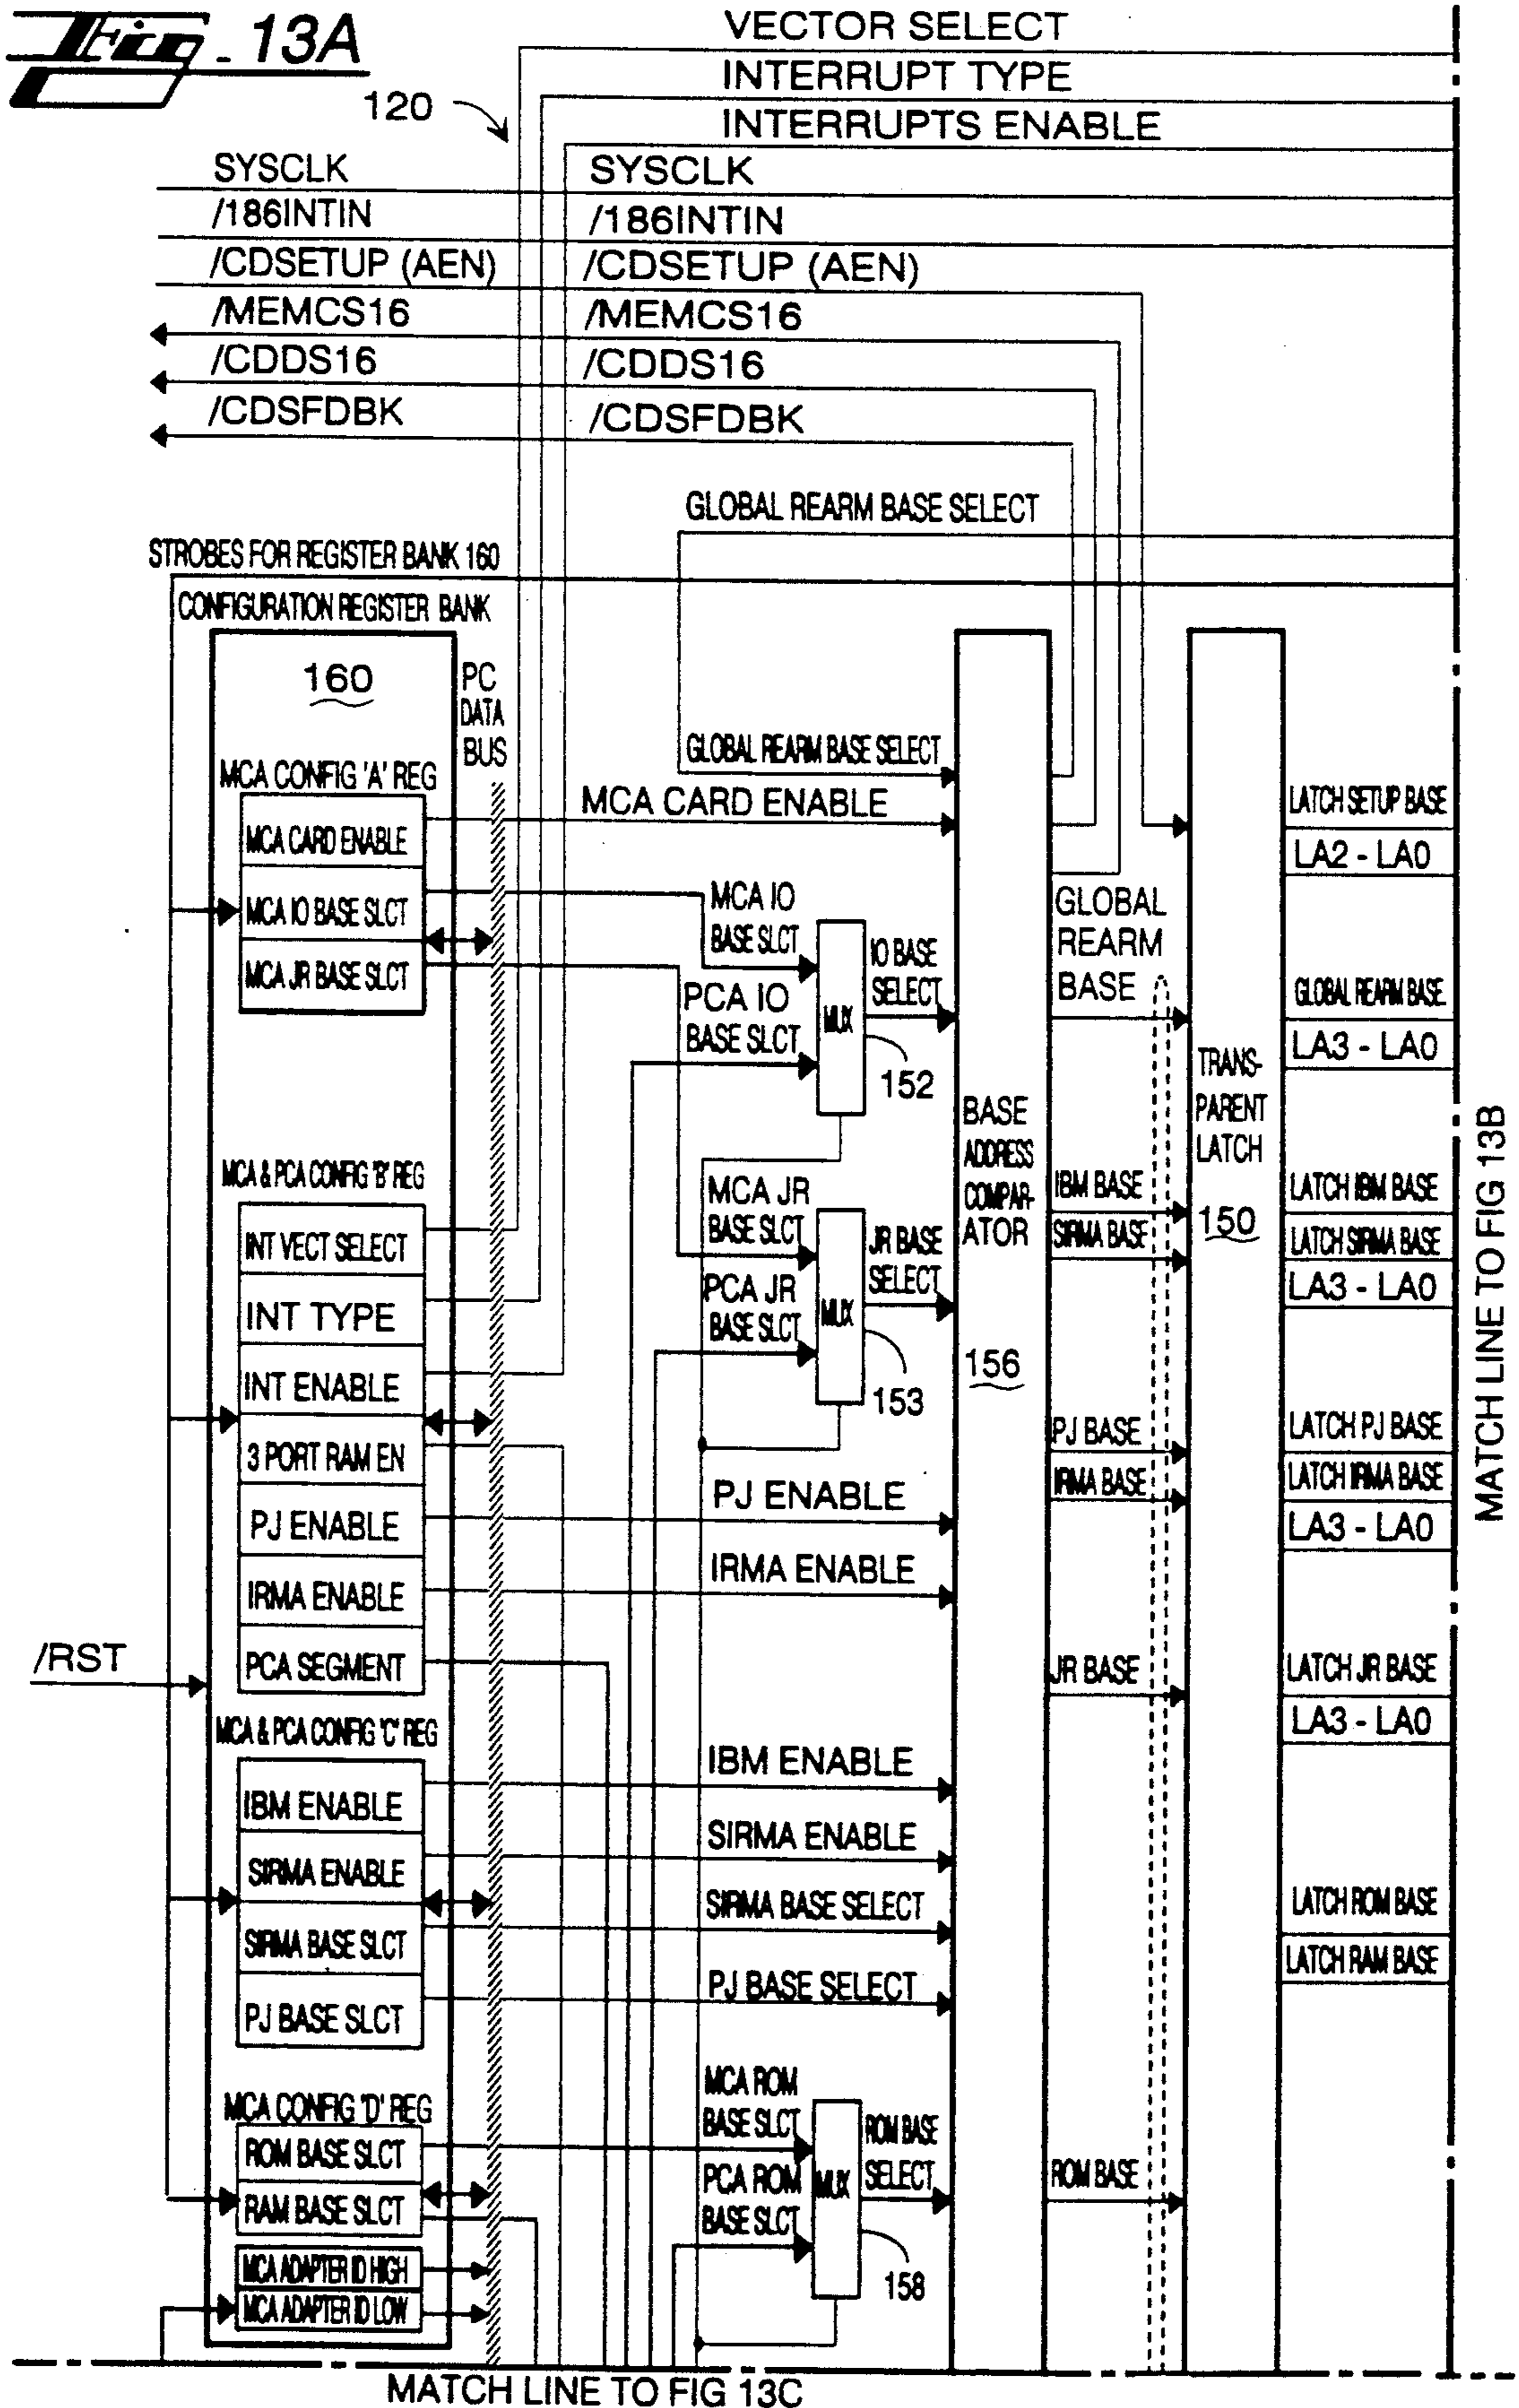 Fig. 13A
120
VECTOR SELECT
INTERRUPT TYPE
INTERRUPTS ENABLE
SYSCLK
SYSCLK
/186INTIN
/186INTIN
/CDSETUP (AEN)
/CDSETUP (AEN)
/MEMCS16
/MEMCS16
/CDDS16
/CDDS16
/CDSFDBK
/CDSFDBK
GLOBAL REARM BASE SELECT
STROBES FOR REGISTER BANK 160
CONFIGURATION REGISTER BANK
160
PC
DATA
BUS
MCA CONFIG 'A' REG
MCA CARD ENABLE
MCA IO BASE SLCT
MCA JR BASE SLCT
MCA & PCA CONFIG 'B' REG
INT VECT SELECT
INT TYPE
INT ENABLE
3 PORT RAM EN
PJ ENABLE
IRMA ENABLE
PCA SEGMENT
/RST
MCA & PCA CONFIG 'C' REG
IBM ENABLE
SIRMA ENABLE
SIRMA BASE SLCT
PJ BASE SLCT
MCA CONFIG 'D' REG
ROM BASE SLCT
RAM BASE SLCT
MCA ADAPTER ID HIGH
MCA ADAPTER ID LOW
GLOBAL REARM BASE SELECT
MCA CARD ENABLE
MCA IO
BASE SLCT
PCA IO
BASE SLCT
MUX
152
IO BASE
SELECT
MCA JR
BASE SLCT
PCA JR
BASE SLCT
MUX
153
JR BASE
SELECT
PJ ENABLE
IRMA ENABLE
IBM ENABLE
SIRMA ENABLE
SIRMA BASE SELECT
PJ BASE SELECT
MCA ROM
BASE SLCT
PCA ROM
BASE SLCT
MUX
158
ROM BASE
SELECT
BASE
ADDRESS
COMPAR-
ATOR
156
GLOBAL
REARM
BASE
IBM BASE
SIRMA BASE
PJ BASE
IRMA BASE
JR BASE
ROM BASE
TRANS-
PARENT
LATCH
150
LATCH SETUP BASE
LA2 - LA0
GLOBAL REARM BASE
LA3 - LA0
LATCH IBM BASE
LATCH SIRMA BASE
LA3 - LA0
LATCH PJ BASE
LATCH IRMA BASE
LA3 - LA0
LATCH JR BASE
LA3 - LA0
LATCH ROM BASE
LATCH RAM BASE
MATCH LINE TO FIG 13B
MATCH LINE TO FIG 13C